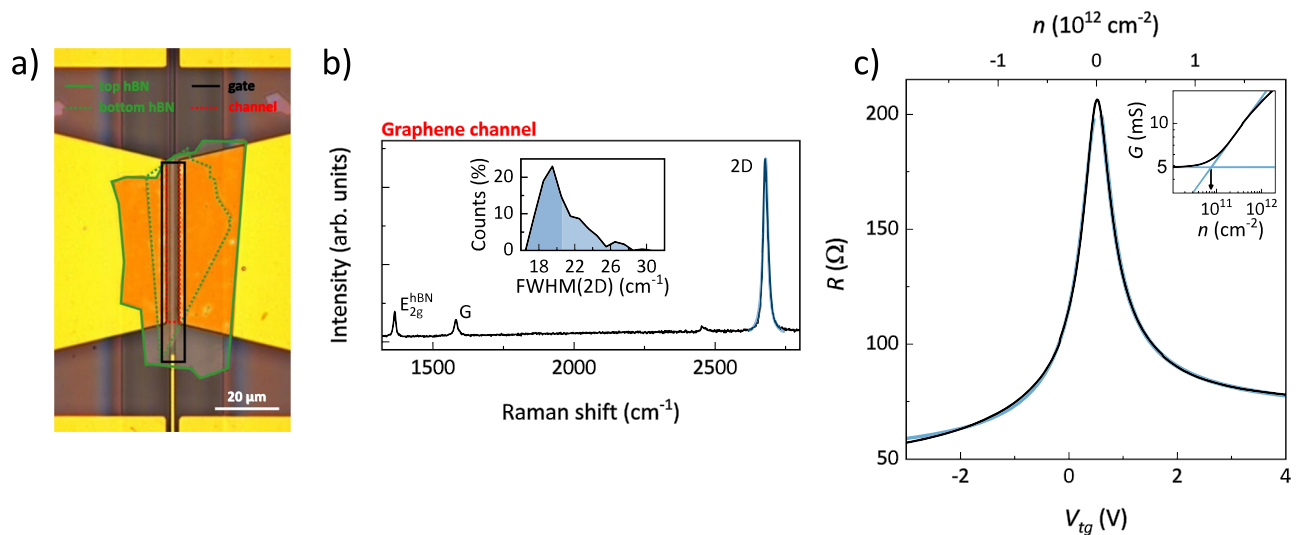 a)
top hBN
gate
bottom hBN
channel
20 µm
b)
Graphene channel
Intensity (arb. units)
E2g^hBN
G
2D
Counts (%)
20
10
0
18 22 26 30
FWHM(2D) (cm⁻¹)
1500 2000 2500
Raman shift (cm⁻¹)
c)
n (10¹² cm⁻²)
-1 0 1
R (Ω)
200
150
100
50
G (mS)
10
5
10¹¹ 10¹²
n (cm⁻²)
-2 0 2 4
Vtg (V)